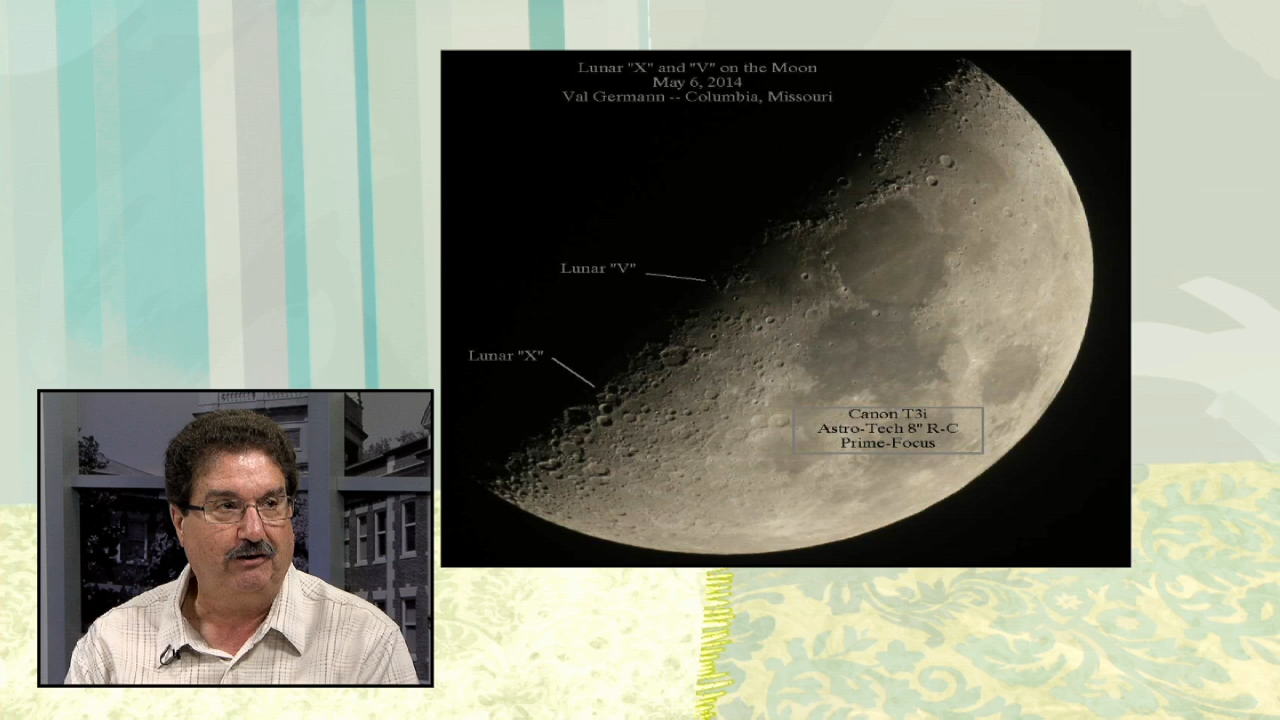 Lunar "X" and "V" on the Moon
May 6, 2014
Val Germann -- Columbia, Missouri
Lunar "V"
Lunar "X"
Canon T3i
Astro-Tech 8" R-C
Prime-Focus